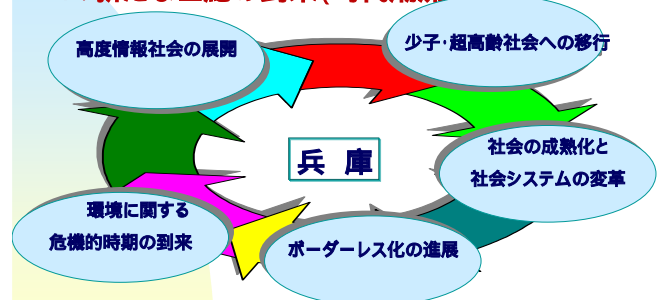 高度情報社会の展開
少子・超高齢社会への移行
兵 庫
社会の成熟化と
社会システムの変革
環境に関する
危機的時期の到来
ボーダーレス化の進展